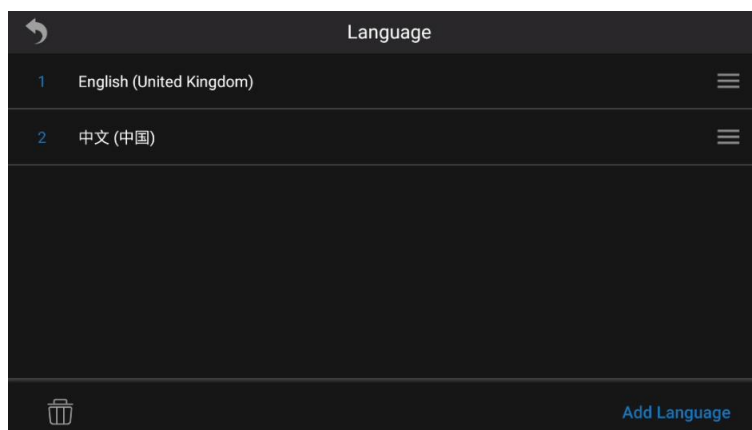 Language
1 English (United Kingdom)
2 中文 (中国)
Add Language